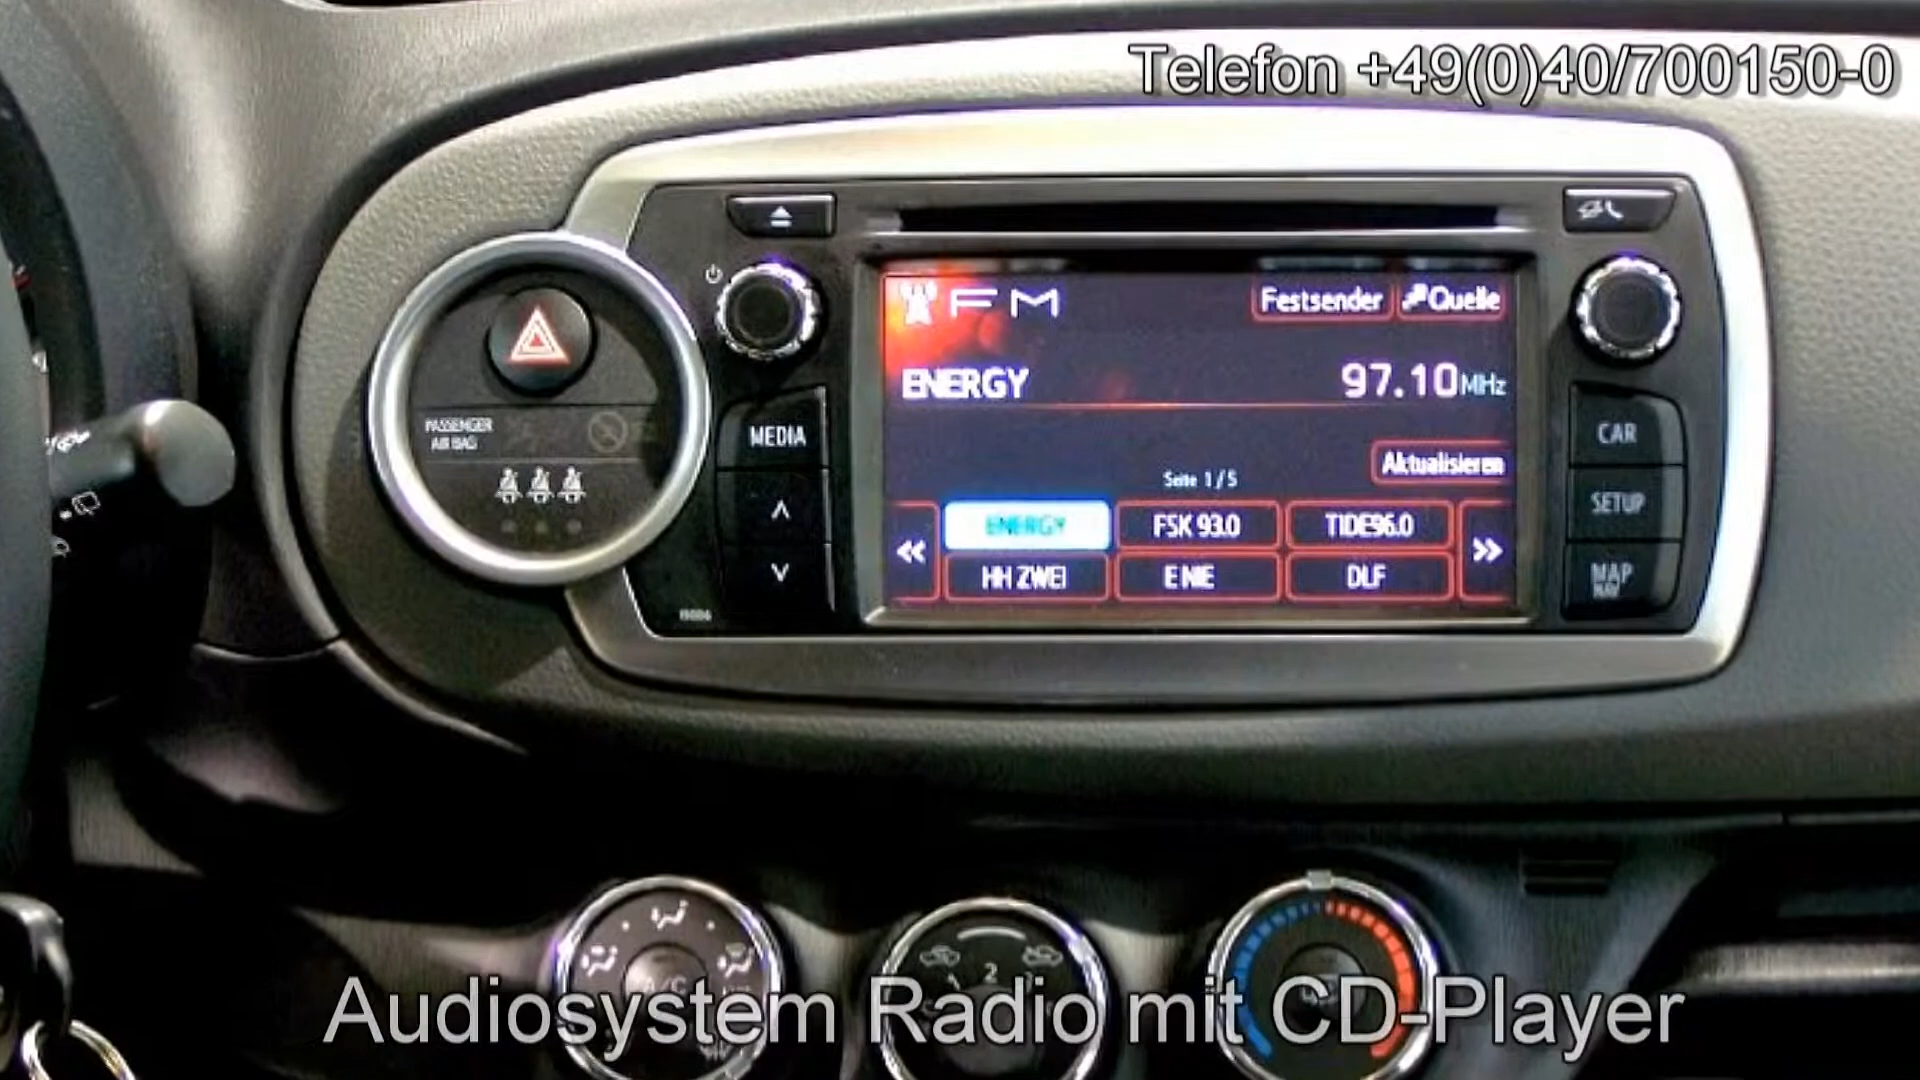 Telefon +49(0)40/700150-0
FM
Festsender
Quelle
ENERGY
97.10MHz
PASSENGER
AIR BAG
MEDIA
CAR
Aktualisieren
Seite 1/5
SETUP
ENERGY
FSK 93.0
TIDE96.0
HH ZWEI
E NIE
DLF
MAP
NAV
A/C
2
Audiosystem Radio mit CD-Player